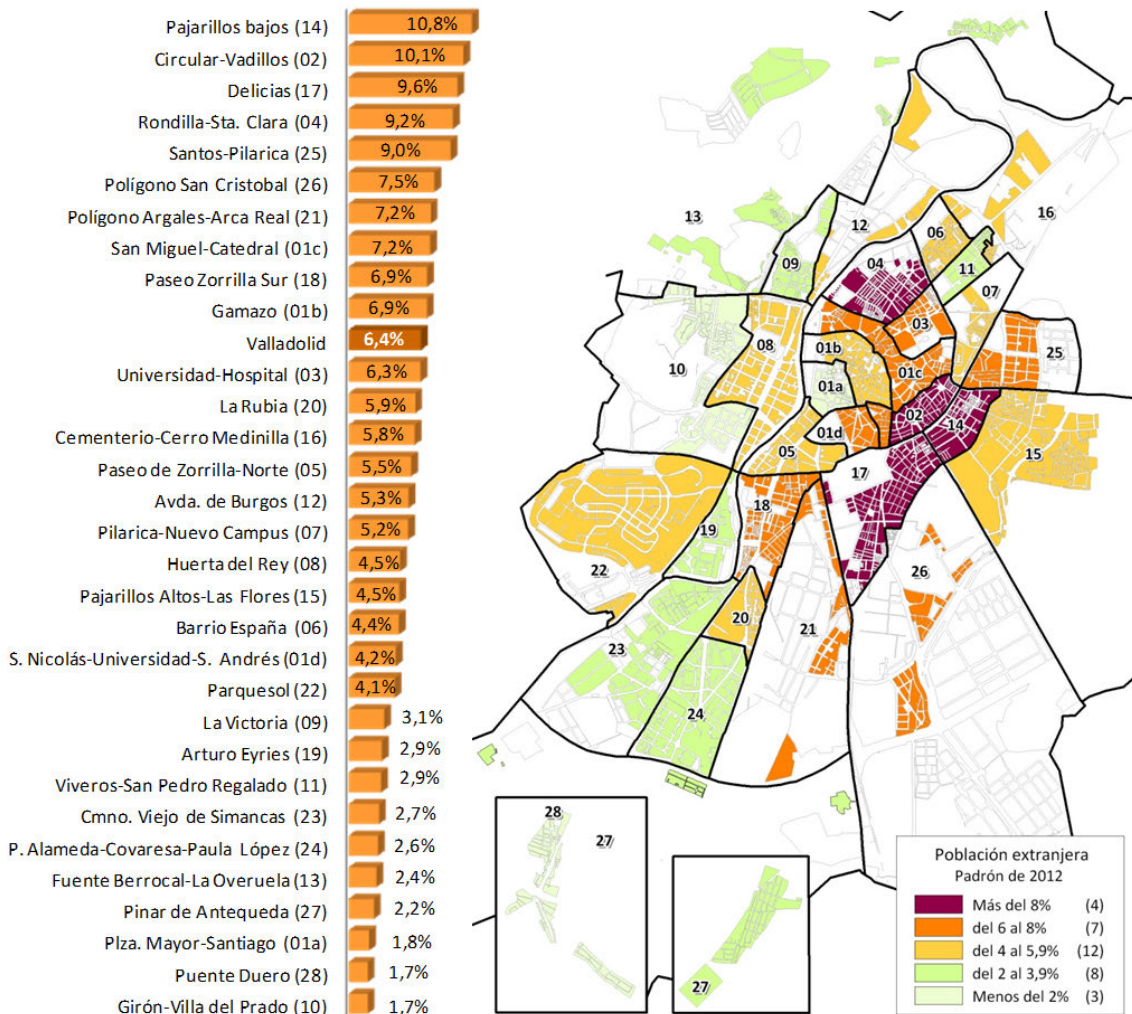 Pajarillos bajos (14) 10,8%
Circular-Vadillos (02) 10,1%
Delicias (17) 9,6%
Rondilla-Sta. Clara (04) 9,2%
Santos-Pilarica (25) 9,0%
Polígono San Cristobal (26) 7,5%
Polígono Argales-Arca Real (21) 7,2%
San Miguel-Catedral (01c) 7,2%
Paseo Zorrilla Sur (18) 6,9%
Gamazo (01b) 6,9%
Valladolid 6,4%
Universidad-Hospital (03) 6,3%
La Rubia (20) 5,9%
Cementerio-Cerro Medinilla (16) 5,8%
Paseo de Zorrilla-Norte (05) 5,5%
Avda. de Burgos (12) 5,3%
Pilarica-Nuevo Campus (07) 5,2%
Huerta del Rey (08) 4,5%
Pajarillos Altos-Las Flores (15) 4,5%
Barrio España (06) 4,4%
S. Nicolás-Universidad-S. Andrés (01d) 4,2%
Parquesol (22) 4,1%
La Victoria (09) 3,1%
Arturo Eyries (19) 2,9%
Viveros-San Pedro Regalado (11) 2,9%
Cmno. Viejo de Simancas (23) 2,7%
P. Alameda-Covaresa-Paula López (24) 2,6%
Fuente Berrocal-La Overuela (13) 2,4%
Pinar de Antequeda (27) 2,2%
Plza. Mayor-Santiago (01a) 1,8%
Puente Duero (28) 1,7%
Girón-Villa del Prado (10) 1,7%
13
12
16
06
09
04
11
07
03
08
01b
25
10
01c
01a
02
14
01d
05
15
17
18
19
22
26
20
21
23
24
28
27
27
Población extranjera
Padrón de 2012
Más del 8% (4)
del 6 al 8% (7)
del 4 al 5,9% (12)
del 2 al 3,9% (8)
Menos del 2% (3)